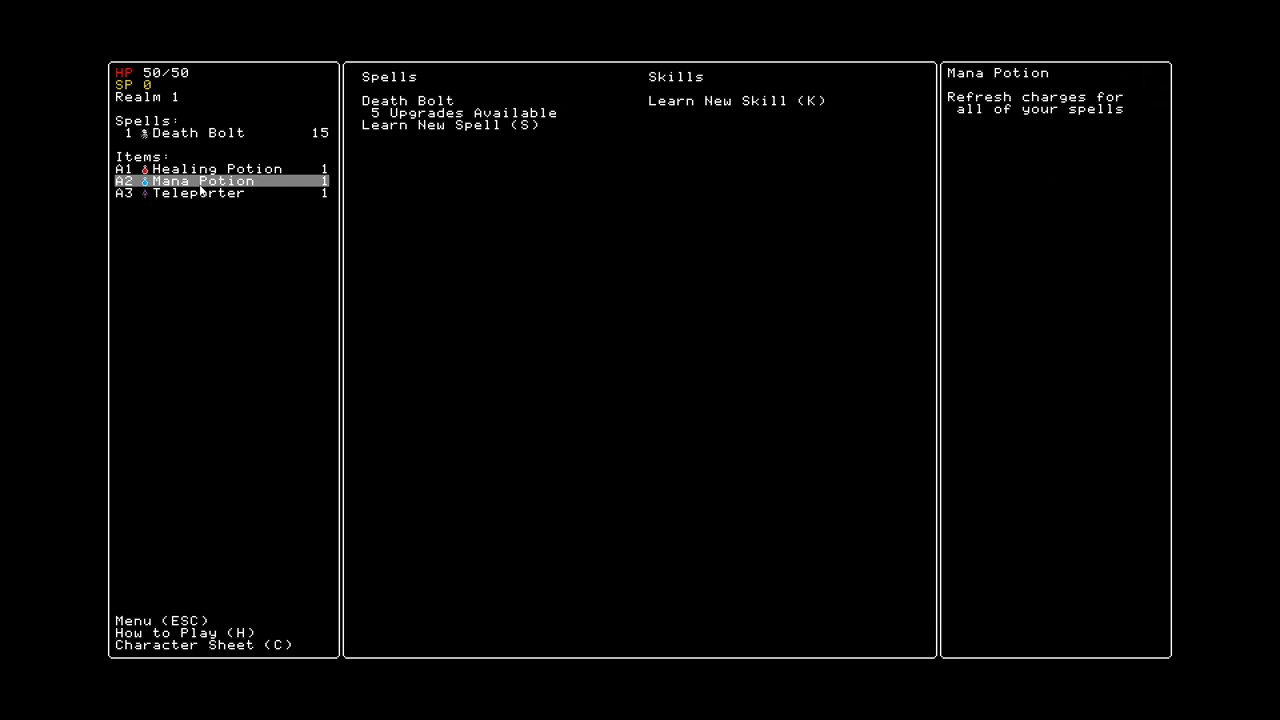 HP 50/50
SP 0
Realm 1
Spells:
1 Death Bolt 15
Items:
A1 Healing Potion 1
A2 Mana Potion 1
A3 Teleporter 1
Menu (ESC)
How to Play (H)
Character Sheet (C)
Spells
Death Bolt
5 Upgrades Available
Learn New Spell (S)
Skills
Learn New Skill (K)
Mana Potion
Refresh charges for
all of your spells